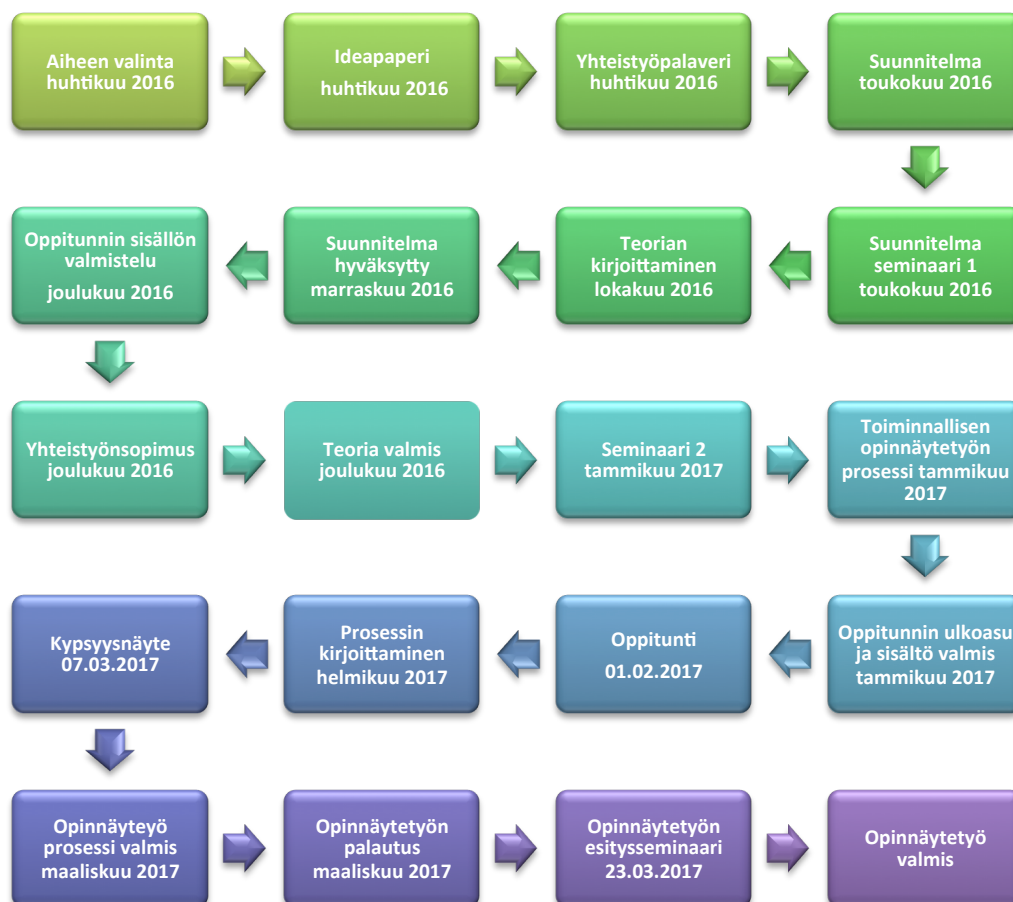 Aiheen valinta
huhtikuu 2016
Ideapaperi
huhtikuu 2016
Yhteistyöpalaveri
huhtikuu 2016
Suunnitelma
toukokuu 2016
Suunnitelma
seminaari 1
toukokuu 2016
Teorian
kirjoittaminen
lokakuu 2016
Suunnitelma
hyväksytty
marraskuu 2016
Oppitunnin sisällön
valmistelu
joulukuu 2016
Yhteistyönsopimus
joulukuu 2016
Teoria valmis
joulukuu 2016
Seminaari 2
tammikuu 2017
Toiminnallisen
opinnäytetyön
prosessi tammikuu
2017
Oppitunnin ulkoasu
ja sisältö valmis
tammikuu 2017
Oppitunti
01.02.2017
Prosessin
kirjoittaminen
helmikuu 2017
Kypsyysnäyte
07.03.2017
Opinnäyteyö
prosessi valmis
maaliskuu 2017
Opinnäytetyön
palautus
maaliskuu 2017
Opinnäytetyön
esitysseminaari
23.03.2017
Opinnäytetyö
valmis